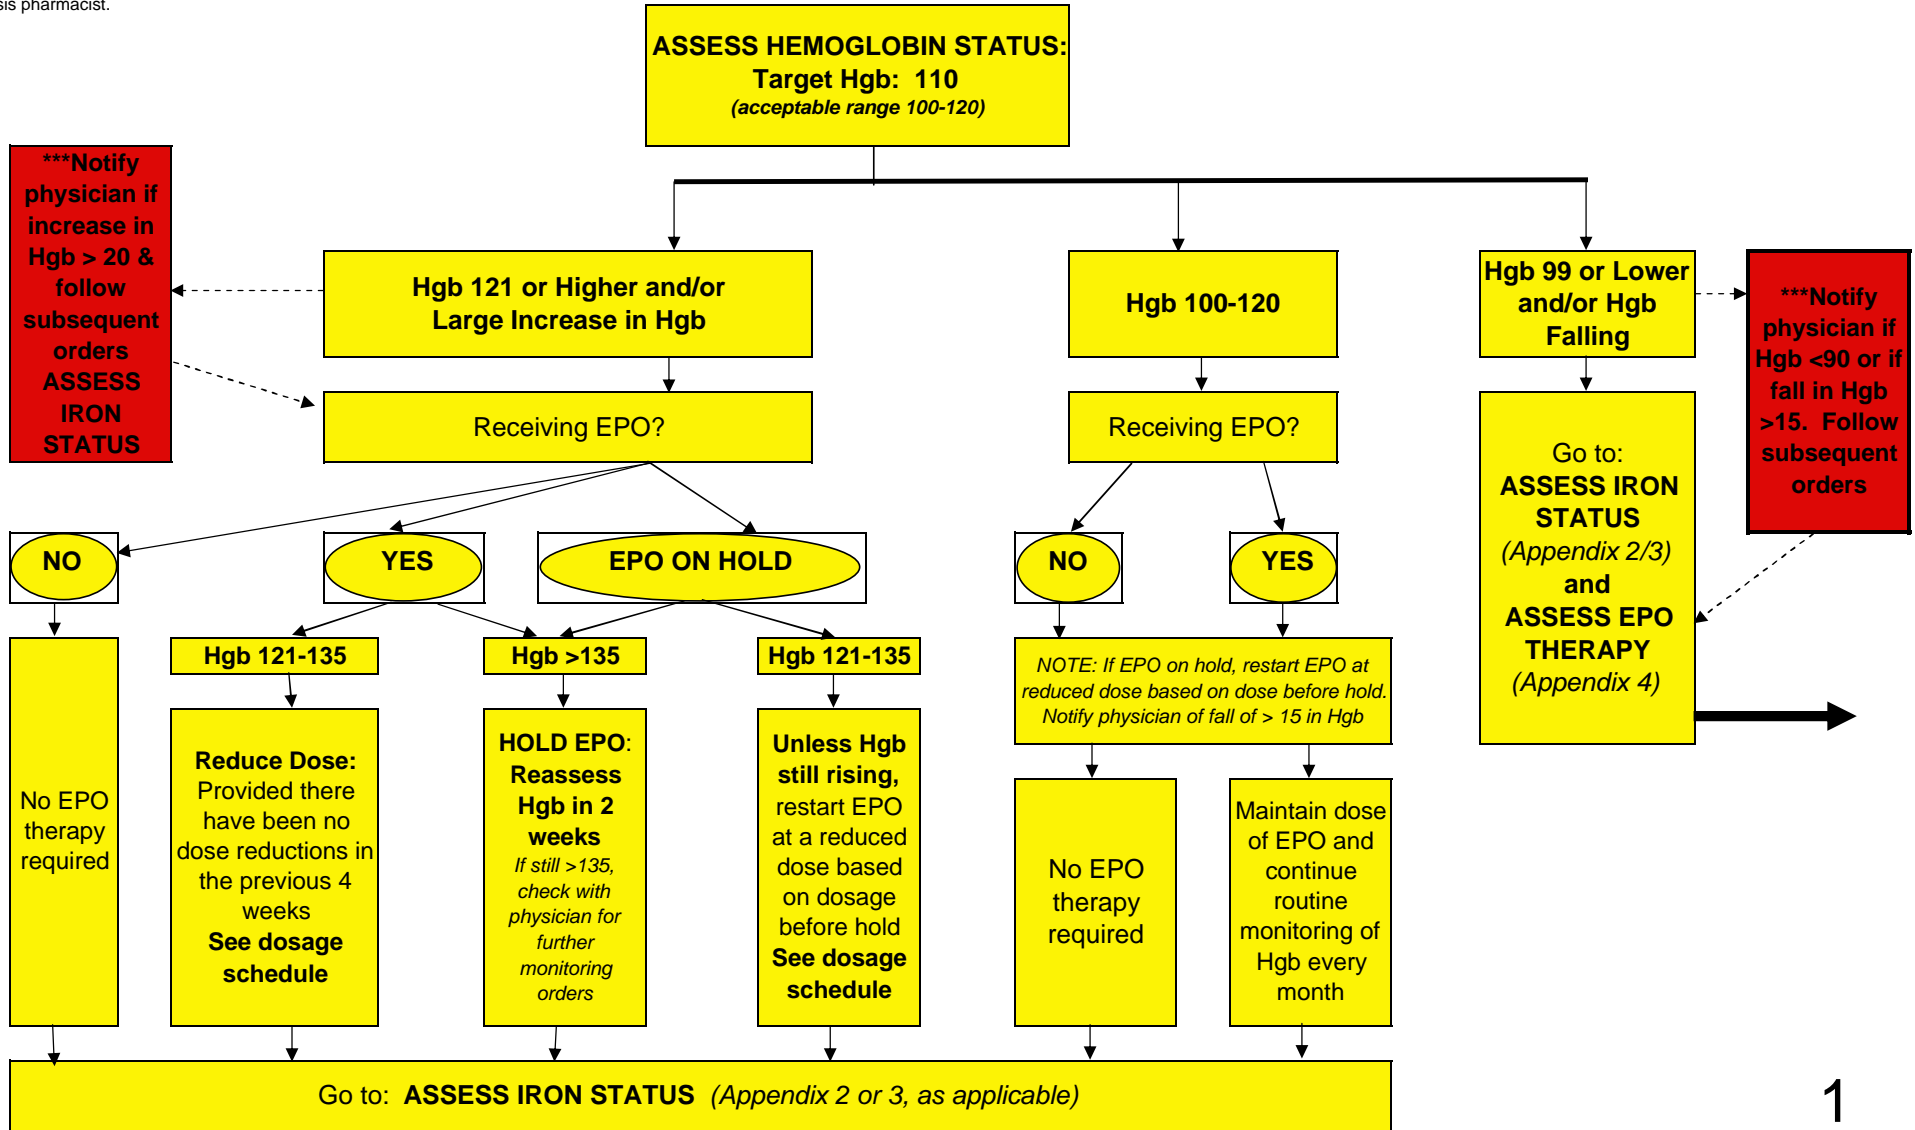 sis pharmacist.
ASSESS HEMOGLOBIN STATUS:
Target Hgb: 110
(acceptable range 100-120)
***Notify
physician if
increase in
Hgb > 20 &
follow
subsequent
orders
ASSESS
IRON
STATUS
Hgb 121 or Higher and/or
Large Increase in Hgb
Hgb 100-120
Hgb 99 or Lower
and/or Hgb
Falling
***Notify
physician if
Hgb <90 or if
fall in Hgb
>15. Follow
subsequent
orders
Receiving EPO?
Receiving EPO?
Go to:
ASSESS IRON
STATUS
(Appendix 2/3)
and
ASSESS EPO
THERAPY
(Appendix 4)
NO
YES
EPO ON HOLD
NO
YES
Hgb 121-135
Hgb >135
Hgb 121-135
NOTE: If EPO on hold, restart EPO at
reduced dose based on dose before hold.
Notify physician of fall of > 15 in Hgb
No EPO
therapy
required
Reduce Dose:
Provided there
have been no
dose reductions in
the previous 4
weeks
See dosage
schedule
HOLD EPO:
Reassess
Hgb in 2
weeks
If still >135,
check with
physician for
further
monitoring
orders
Unless Hgb
still rising,
restart EPO
at a reduced
dose based
on dosage
before hold
See dosage
schedule
No EPO
therapy
required
Maintain dose
of EPO and
continue
routine
monitoring of
Hgb every
month
Go to: ASSESS IRON STATUS (Appendix 2 or 3, as applicable)
1